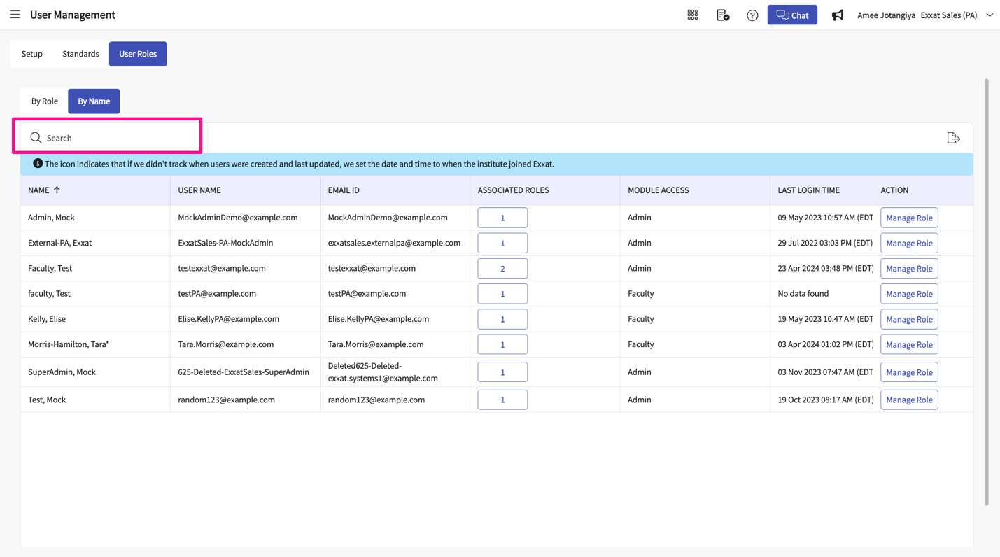 User Management
Chat
Amee Jotangiya Exxat Sales (PA)
Setup Standards User Roles
By Role By Name
Search
The icon indicates that if we didn't track when users were created and last updated, we set the date and time to when the institute joined Exxat.
NAME USER NAME EMAIL ID ASSOCIATED ROLES MODULE ACCESS LAST LOGIN TIME ACTION
Admin, Mock MockAdminDemo@example.com MockAdminDemo@example.com 1 Admin 09 May 2023 10:57 AM (EDT Manage Role
External-PA, Exxat ExxatSales-PA-MockAdmin exxatsales.externalpa@example.com 1 Admin 29 Jul 2022 03:03 PM (EDT) Manage Role
Faculty, Test testexxat@example.com testexxat@example.com 2 Admin 23 Apr 2024 03:48 PM (EDT) Manage Role
faculty, Test testPA@example.com testPA@example.com 1 Faculty No data found Manage Role
Kelly, Elise Elise.KellyPA@example.com Elise.KellyPA@example.com 1 Faculty 19 May 2023 10:47 AM (EDT Manage Role
Morris-Hamilton, Tara* Tara.Morris@example.com Tara.Morris@example.com 1 Faculty 03 Apr 2024 01:02 PM (EDT) Manage Role
SuperAdmin, Mock 625-Deleted-ExxatSales-SuperAdmin Deleted625-Deleted-
exxat.systems1@example.com 1 Admin 03 Nov 2023 07:47 AM (EDT Manage Role
Test, Mock random123@example.com random123@example.com 1 Admin 19 Oct 2023 08:17 AM (EDT) Manage Role